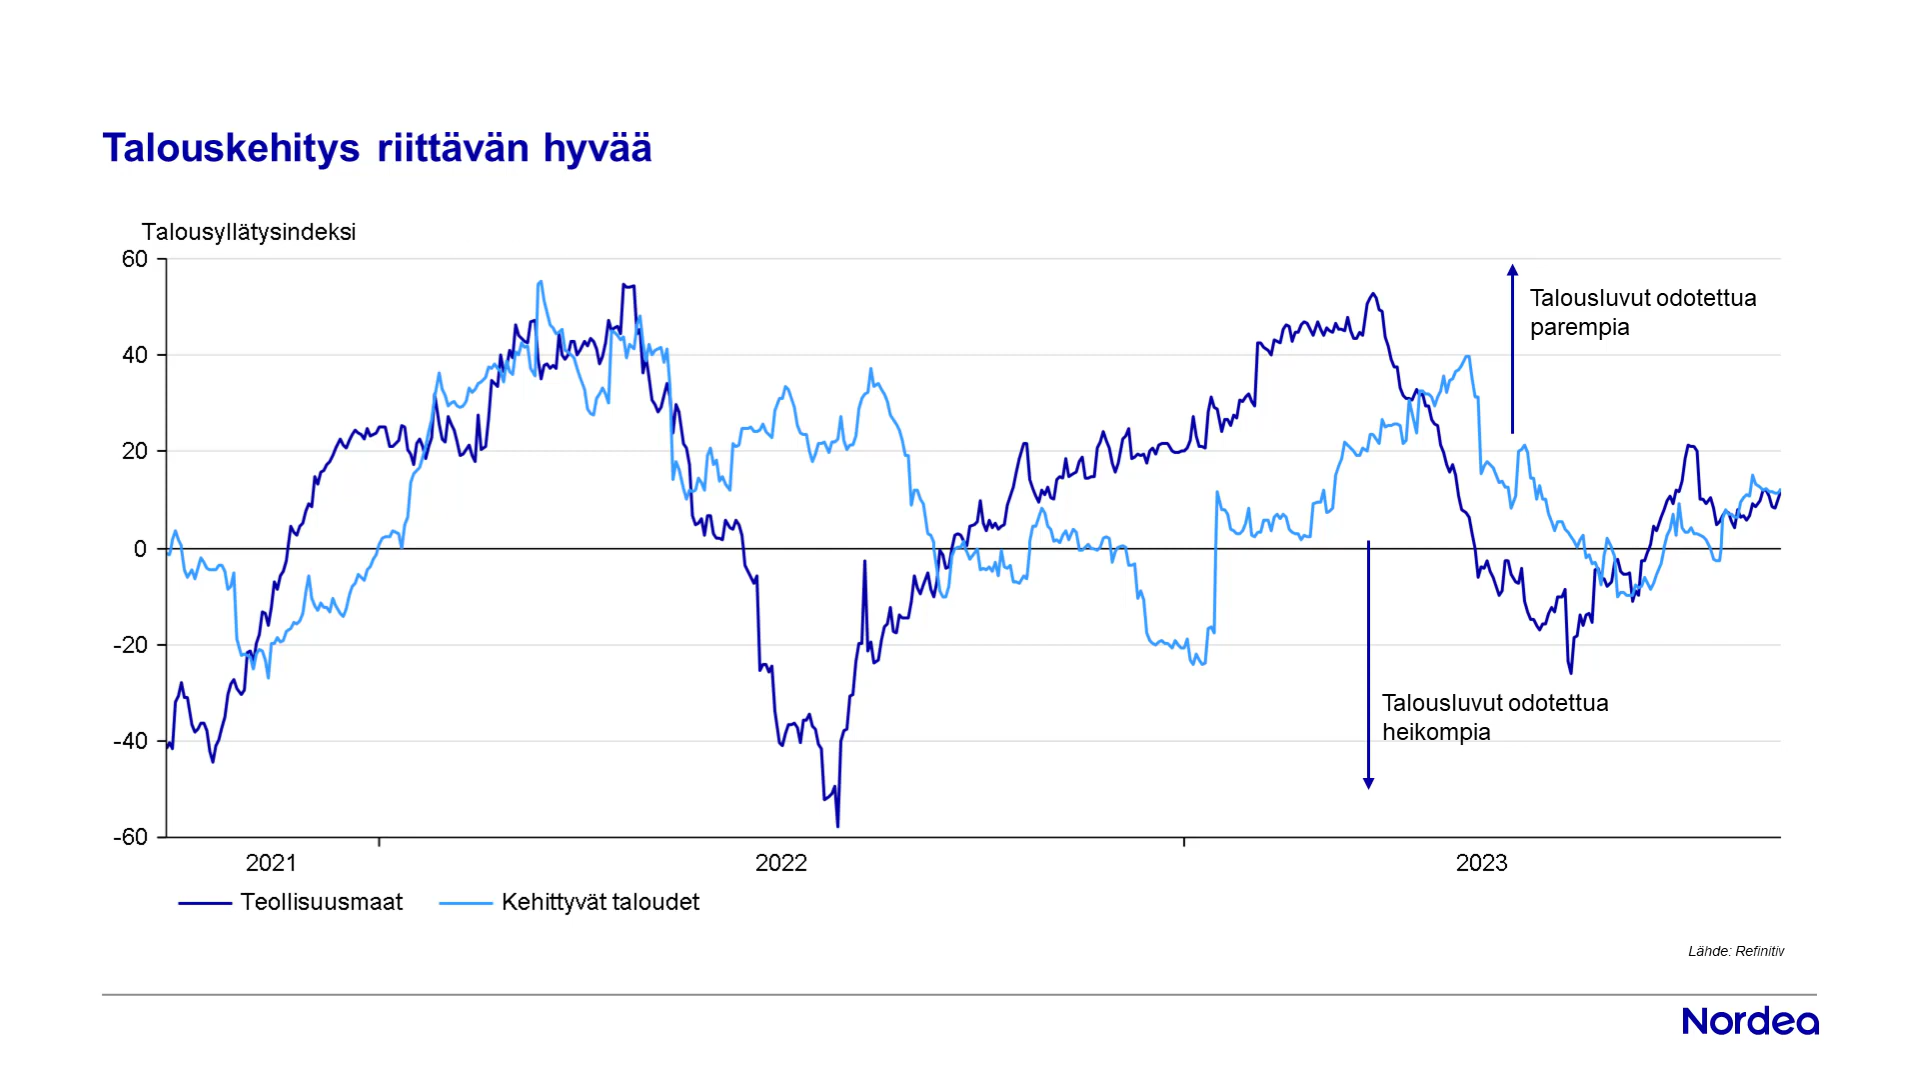 Talouskehitys riittävän hyvää
Talousyllätysindeksi
60
40
20
0
-20
-40
-60
Talousluvut odotettua
parempia
Talousluvut odotettua
heikompia
2021
2022
2023
Teollisuusmaat
Kehittyvät taloudet
Lähde: Refinitiv
Nordea